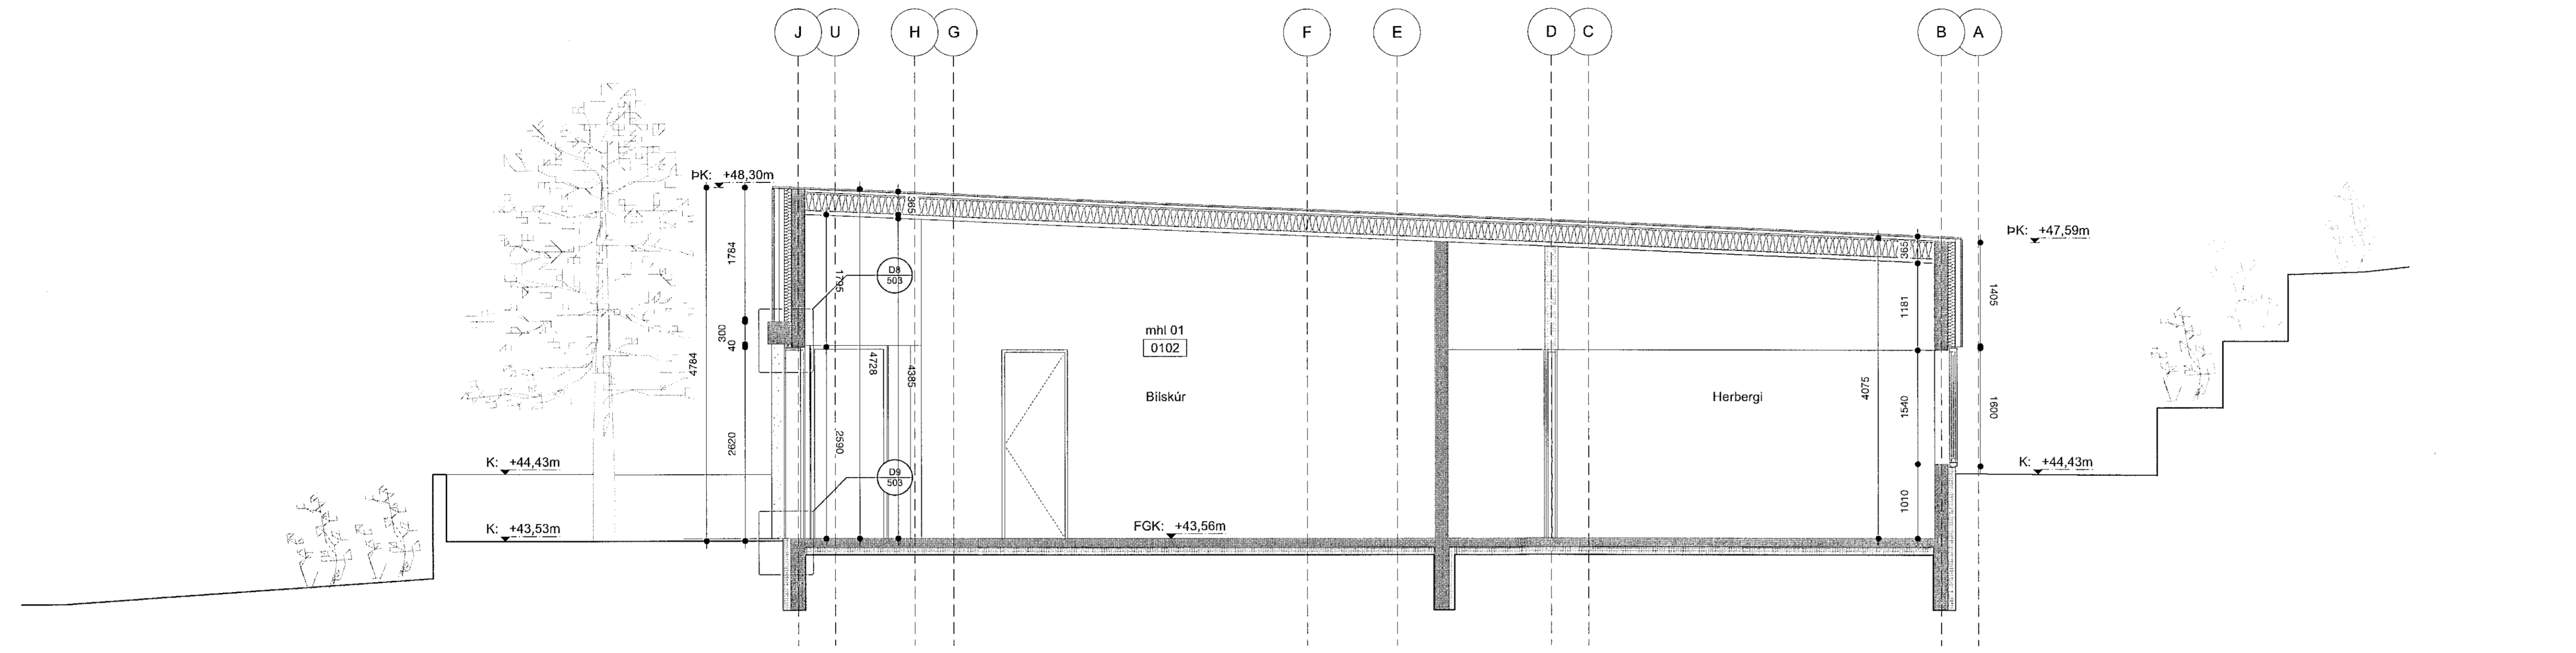 J U H G F E D C B A
ÞK: +48,30m
365
ÞK: +47,59m
365
1784
1795
D8
503
1181
1405
mhl 01
0102
300
40
4784
4728
4385
4075
Bílskúr
Herbergi
1540
1600
2620
2590
K: +44,43m
K: +44,43m
D9
503
1010
K: +43,53m
FGK: +43,56m